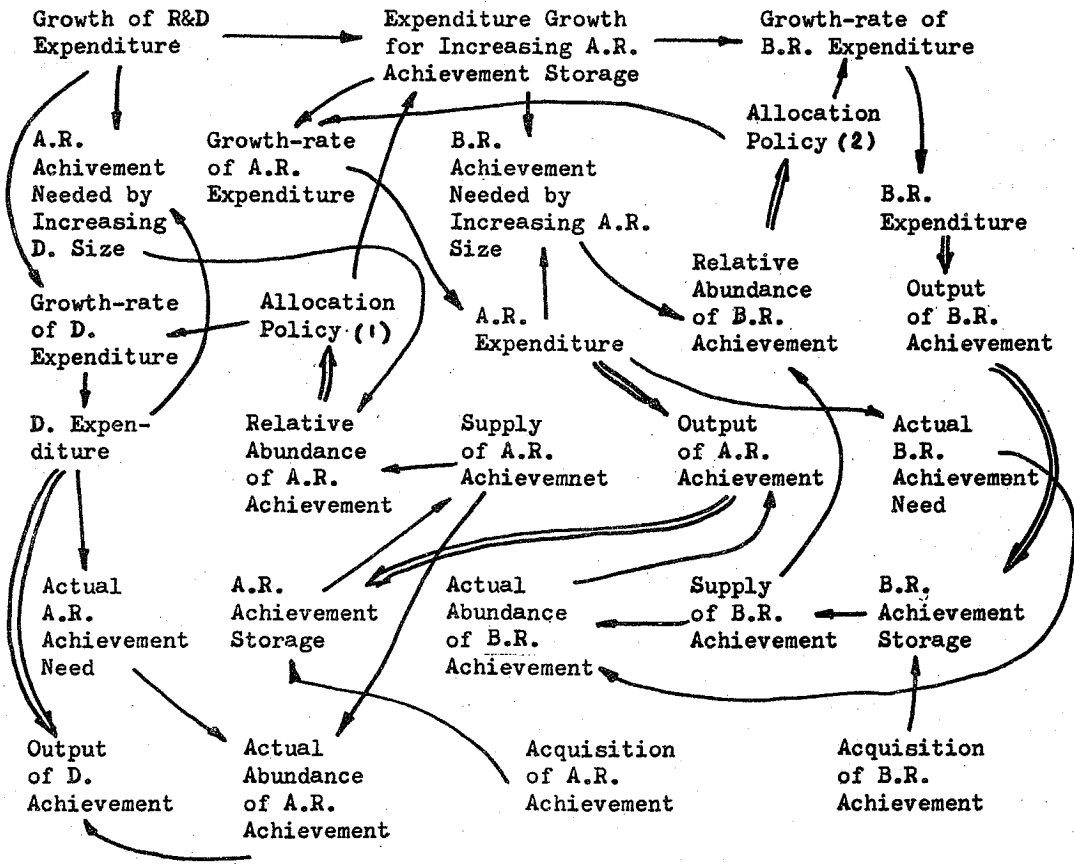 Growth of R&D
Expenditure
Expenditure Growth
for Increasing A.R.
Achievement Storage
Growth-rate of
B.R. Expenditure
A.R.
Achivement
Needed by
Increasing
D. Size
Growth-rate
of A.R.
Expenditure
B.R.
Achievement
Needed by
Increasing A.R.
Size
Allocation
Policy (2)
B.R.
Expenditure
Growth-rate
of D.
Expenditure
Allocation
Policy (1)
A.R.
Expenditure
Relative
Abundance
of B.R.
Achievement
Output
of B.R.
Achievement
D. Expen-
diture
Relative
Abundance
of A.R.
Achievement
Supply
of A.R.
Achievemnet
Output
of A.R.
Achievement
Actual
B.R.
Achievement
Need
Actual
A.R.
Achievement
Need
A.R.
Achievement
Storage
Actual
Abundance
of B.R.
Achievement
Supply
of B.R.
Achievement
B.R.
Achievement
Storage
Output
of D.
Achievement
Actual
Abundance
of A.R.
Achievement
Acquisition
of A.R.
Achievement
Acquisition
of B.R.
Achievement